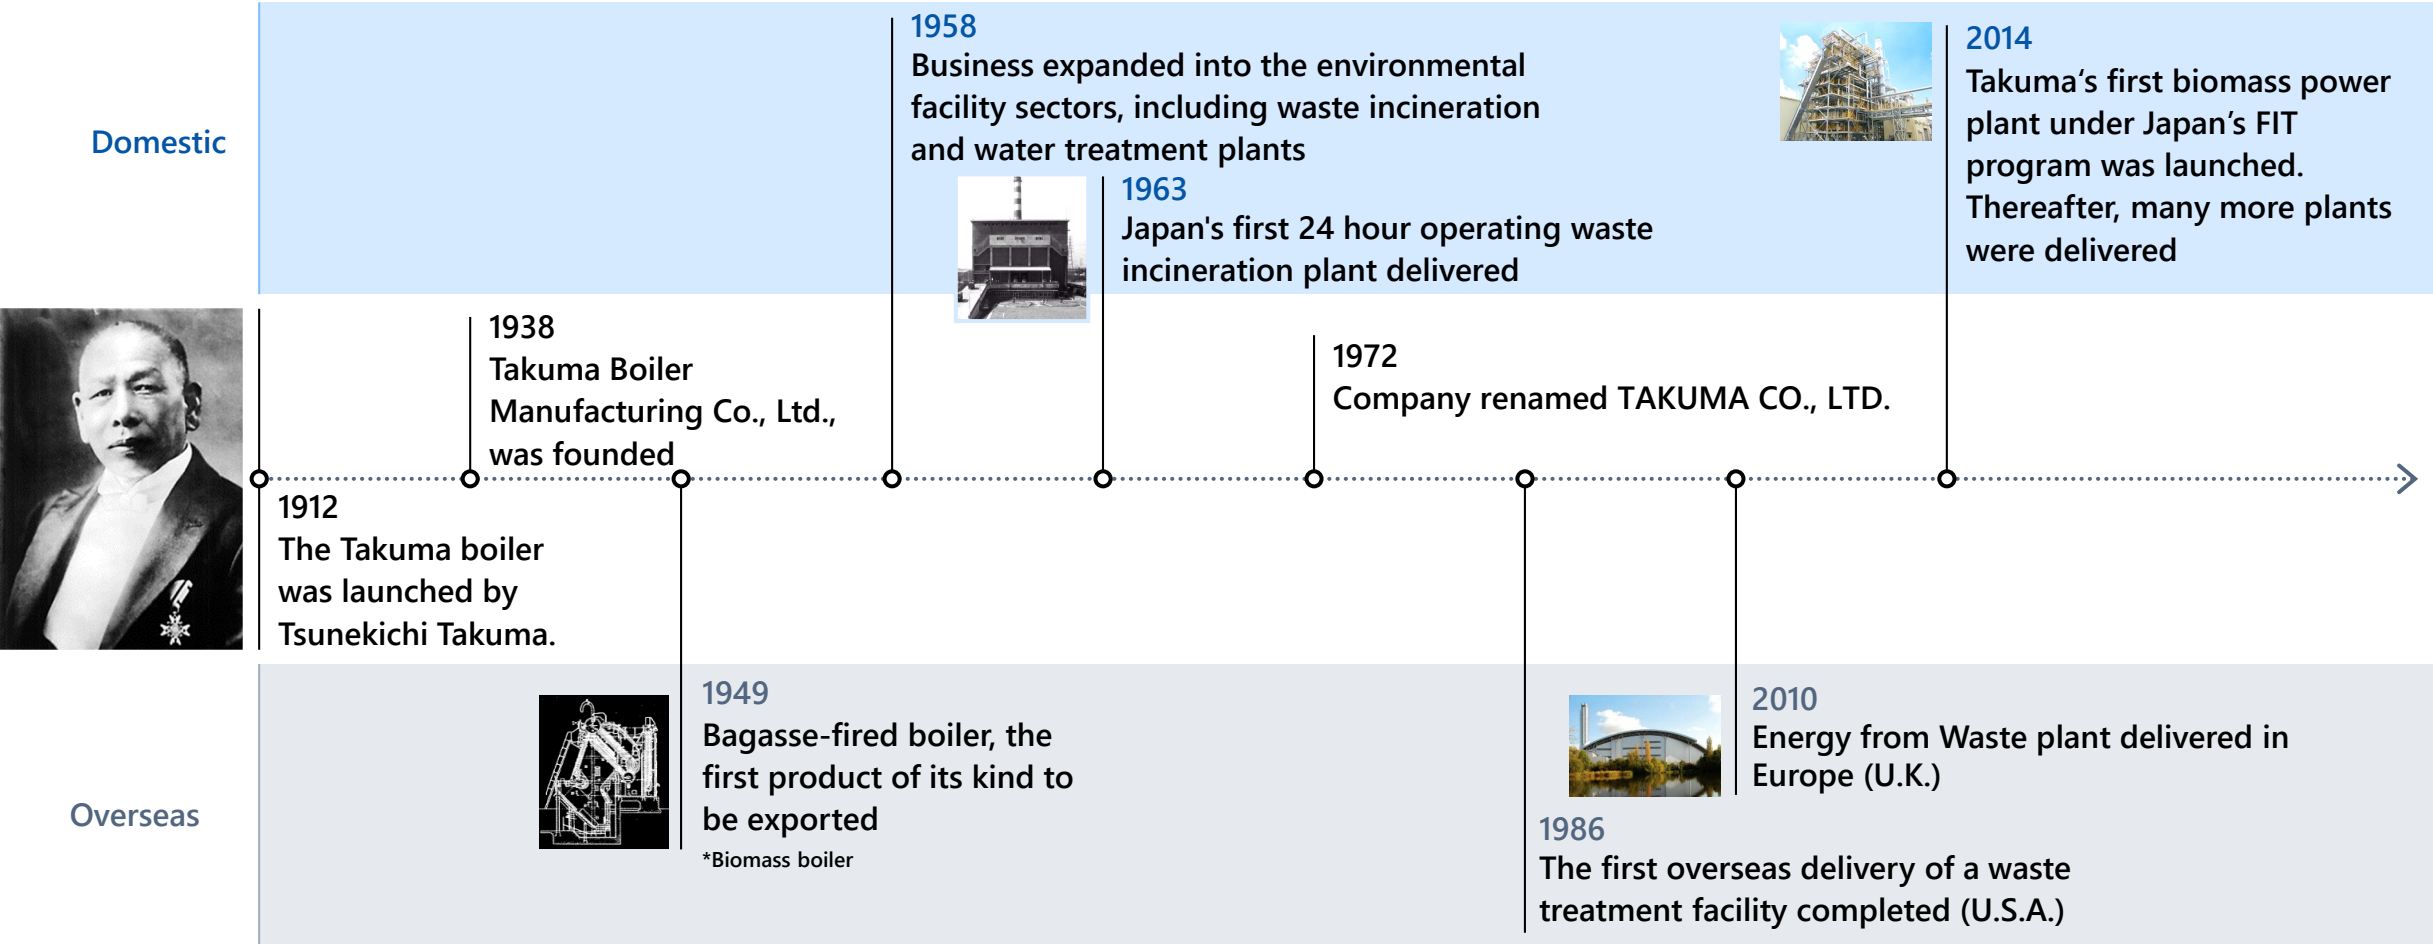 Domestic
1958
Business expanded into the environmental
facility sectors, including waste incineration
and water treatment plants
1963
Japan's first 24 hour operating waste
incineration plant delivered
2014
Takuma‘s first biomass power
plant under Japan’s FIT
program was launched.
Thereafter, many more plants
were delivered
1938
Takuma Boiler
Manufacturing Co., Ltd.,
was founded
1972
Company renamed TAKUMA CO., LTD.
1912
The Takuma boiler
was launched by
Tsunekichi Takuma.
Overseas
1949
Bagasse-fired boiler, the
first product of its kind to
be exported
*Biomass boiler
2010
Energy from Waste plant delivered in
Europe (U.K.)
1986
The first overseas delivery of a waste
treatment facility completed (U.S.A.)